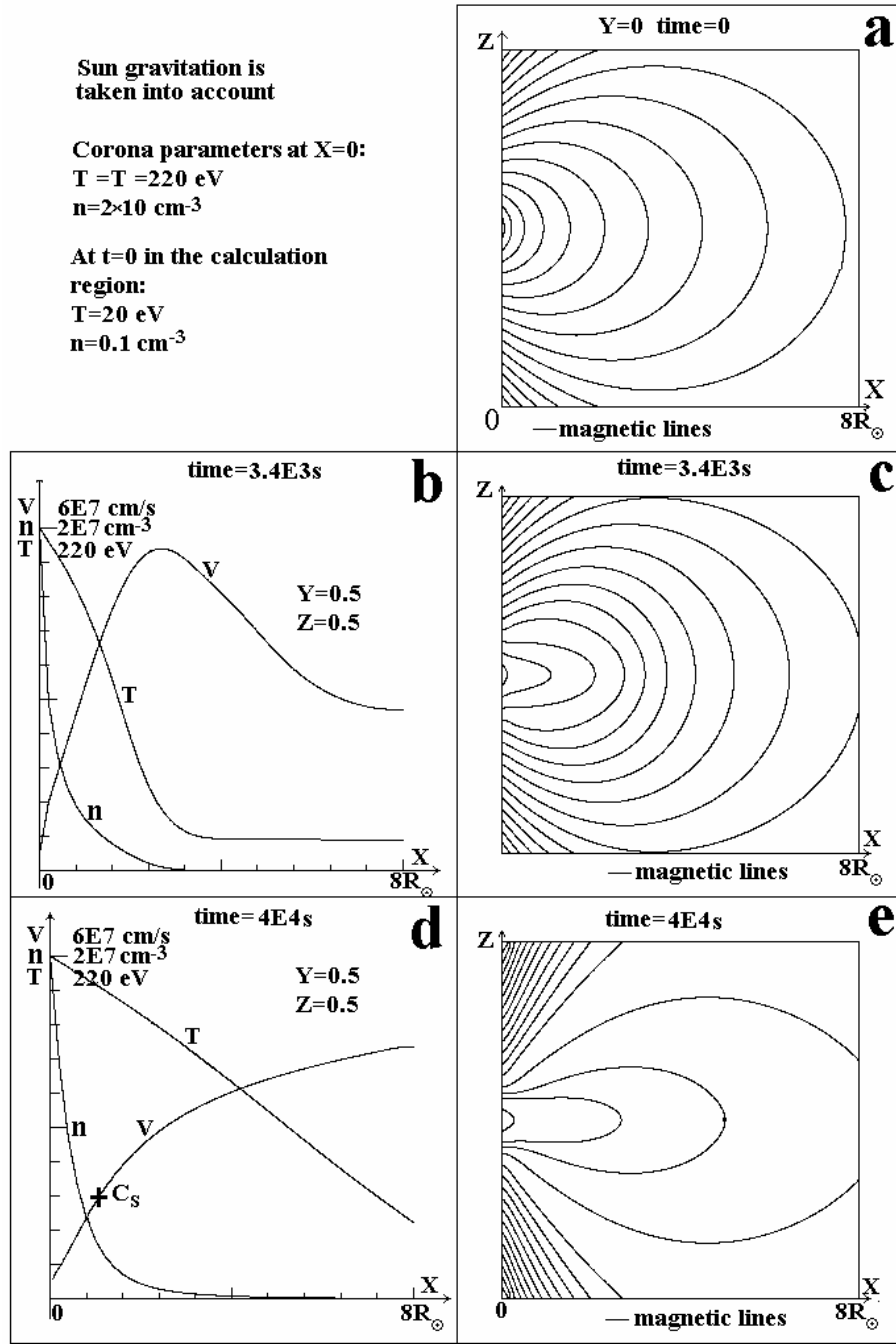 Sun gravitation is
taken into account
Corona parameters at X=0:
T =T =220 eV
n=2×10 cm-3
At t=0 in the calculation
region:
T=20 eV
n=0.1 cm-3
Y=0 time=0
a
Z
X
0
8R⊙
—magnetic lines
time=3.4E3s
b
V 6E7 cm/s
n 2E7 cm-3
T 220 eV
V
Y=0.5
Z=0.5
T
n
X
0
8R⊙
time=3.4E3s
c
Z
X
0
8R⊙
—magnetic lines
time=4E4s
d
V 6E7 cm/s
n 2E7 cm-3
T 220 eV
Y=0.5
Z=0.5
T
n
V
CS
X
0
8R⊙
time=4E4s
e
Z
X
0
8R⊙
— magnetic lines